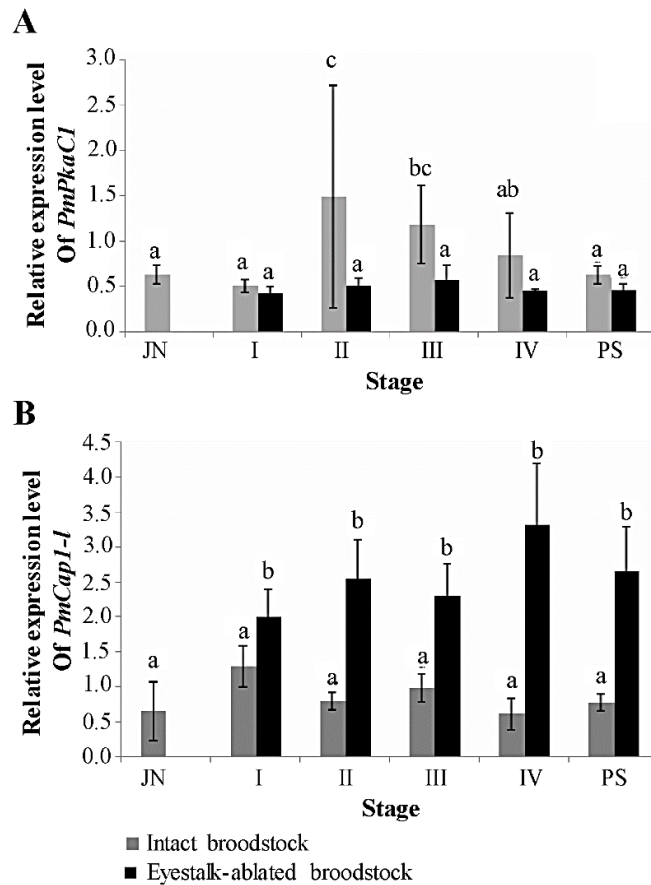 A
Relative expression level
Of PmPkaC1
3.0
2.5
2.0
1.5
1.0
0.5
0.0
c
bc
ab
a a a a a a a a
JN I II III IV PS
Stage
B
Relative expression level
Of PmCap1-l
4.5
4.0
3.5
3.0
2.5
2.0
1.5
1.0
0.5
0.0
b b b b b
a a a a a a
JN I II III IV PS
Stage
Intact broodstock
Eyestalk-ablated broodstock